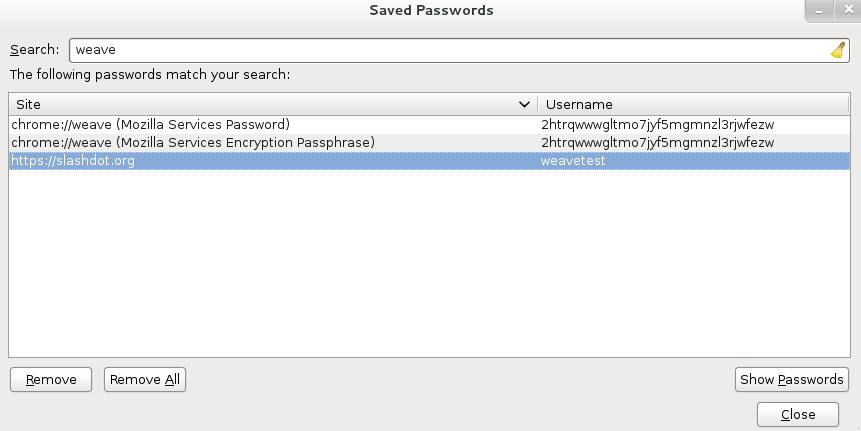 Saved Passwords
Search: weave
The following passwords match your search:
Site Username
chrome://weave (Mozilla Services Password) 2htrqwwwgltmo7jyf5mgmnzl3rjwfezw
chrome://weave (Mozilla Services Encryption Passphrase) 2htrqwwwgltmo7jyf5mgmnzl3rjwfezw
https://slashdot.org weavetest
Remove Remove All Show Passwords
Close